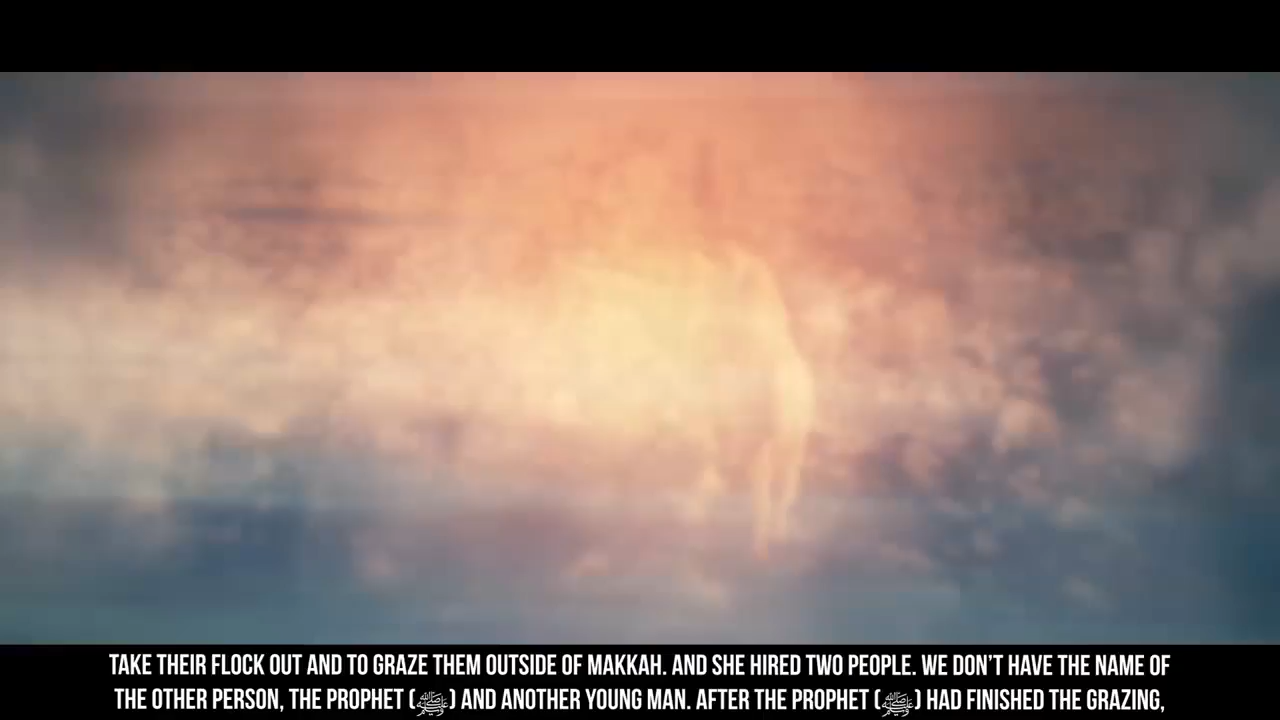 TAKE THEIR FLOCK OUT AND TO GRAZE THEM OUTSIDE OF MAKKAH. AND SHE HIRED TWO PEOPLE. WE DON'T HAVE THE NAME OF
THE OTHER PERSON, THE PROPHET (ﷺ) AND ANOTHER YOUNG MAN. AFTER THE PROPHET (ﷺ) HAD FINISHED THE GRAZING,